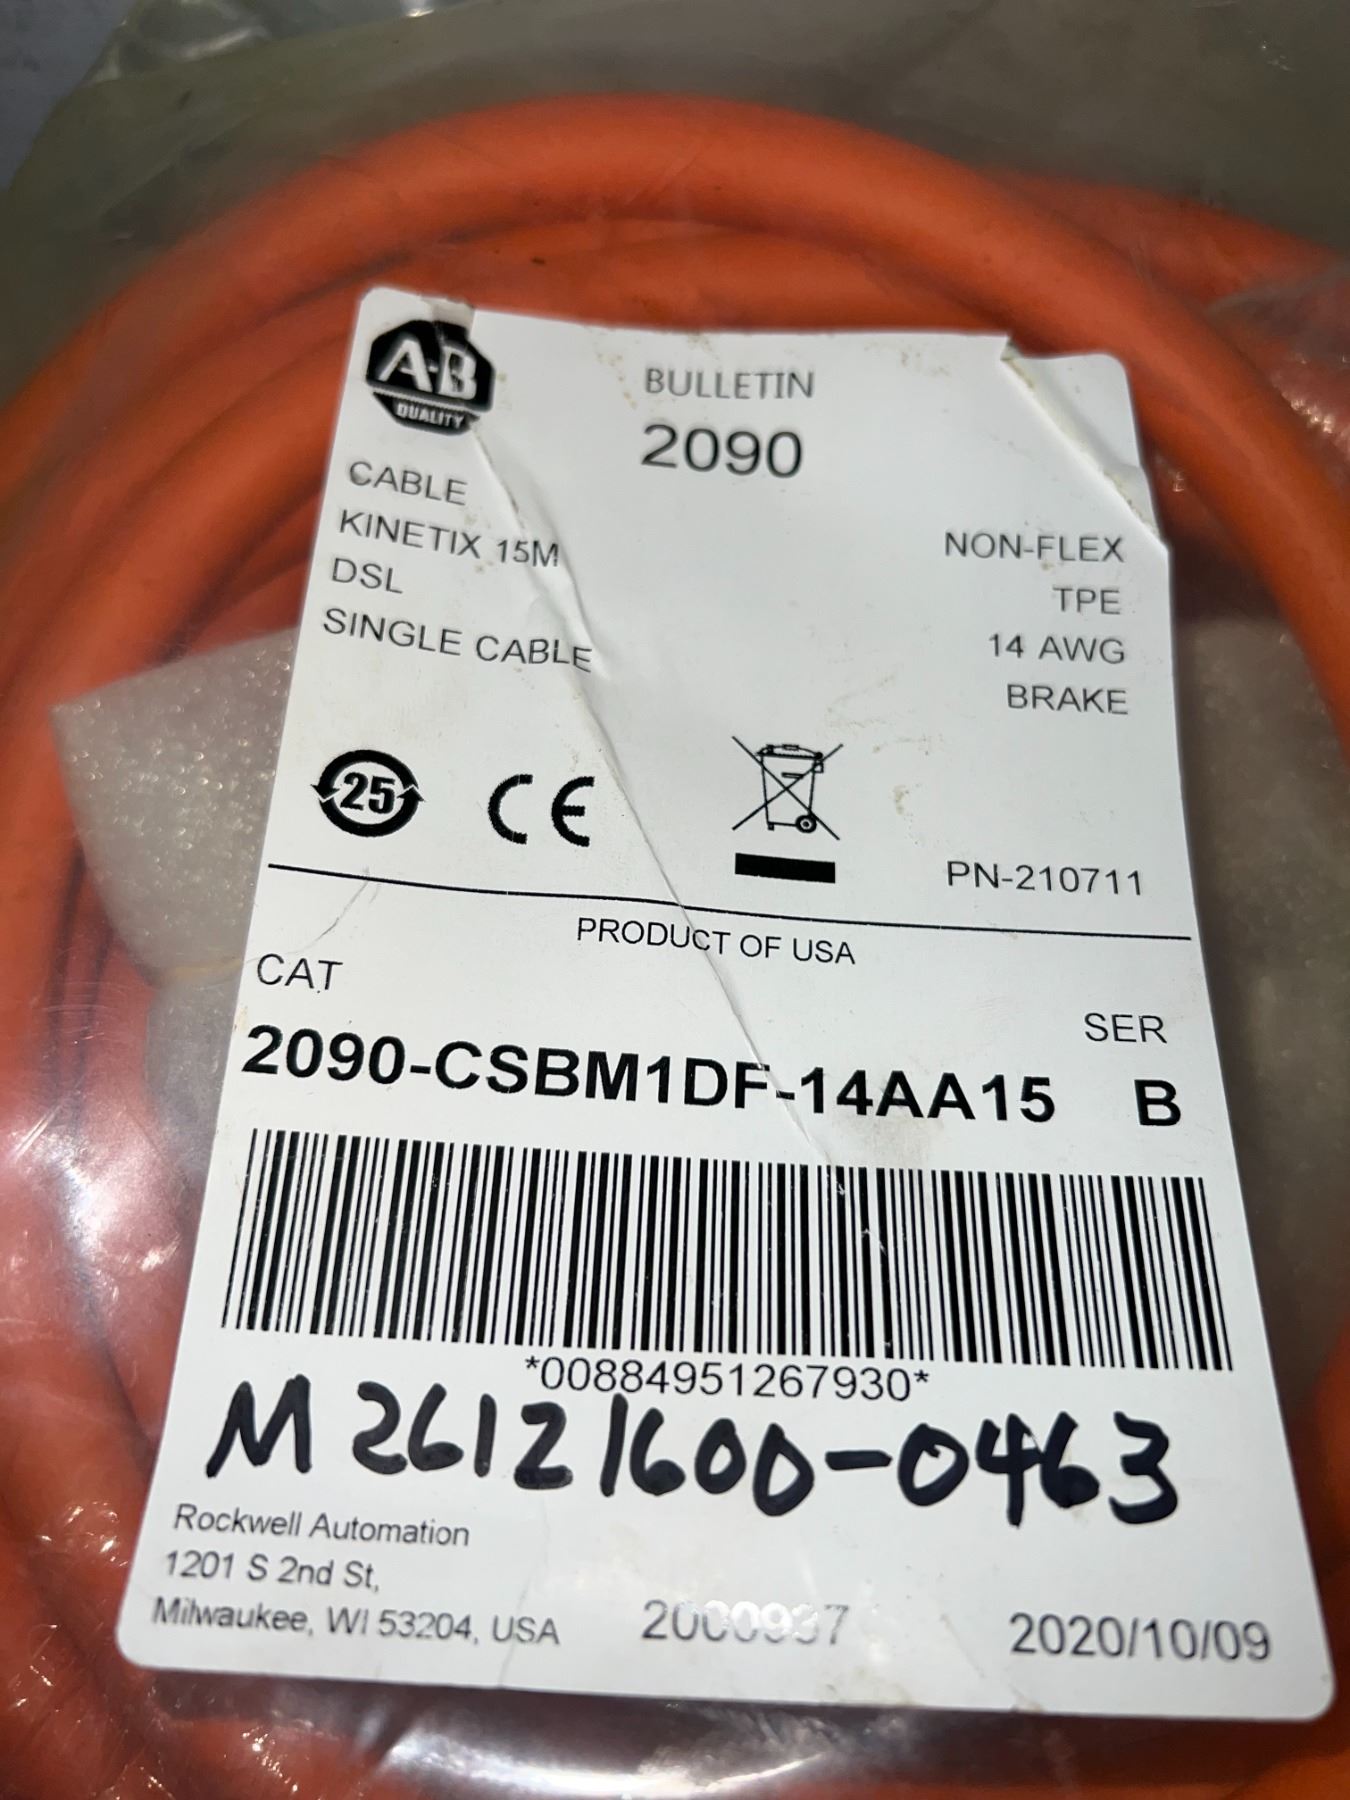 A-B
QUALITY
BULLETIN
2090
CABLE
KINETIX 15M
DSL
SINGLE CABLE
NON-FLEX
TPE
14 AWG
BRAKE
25
CE
PN-210711
PRODUCT OF USA
CAT
SER
2090-CSBM1DF-14AA15 B
*00884951267930*
M26121600-0463
Rockwell Automation
1201 S 2nd St,
Milwaukee, WI 53204, USA
2000937
2020/10/09